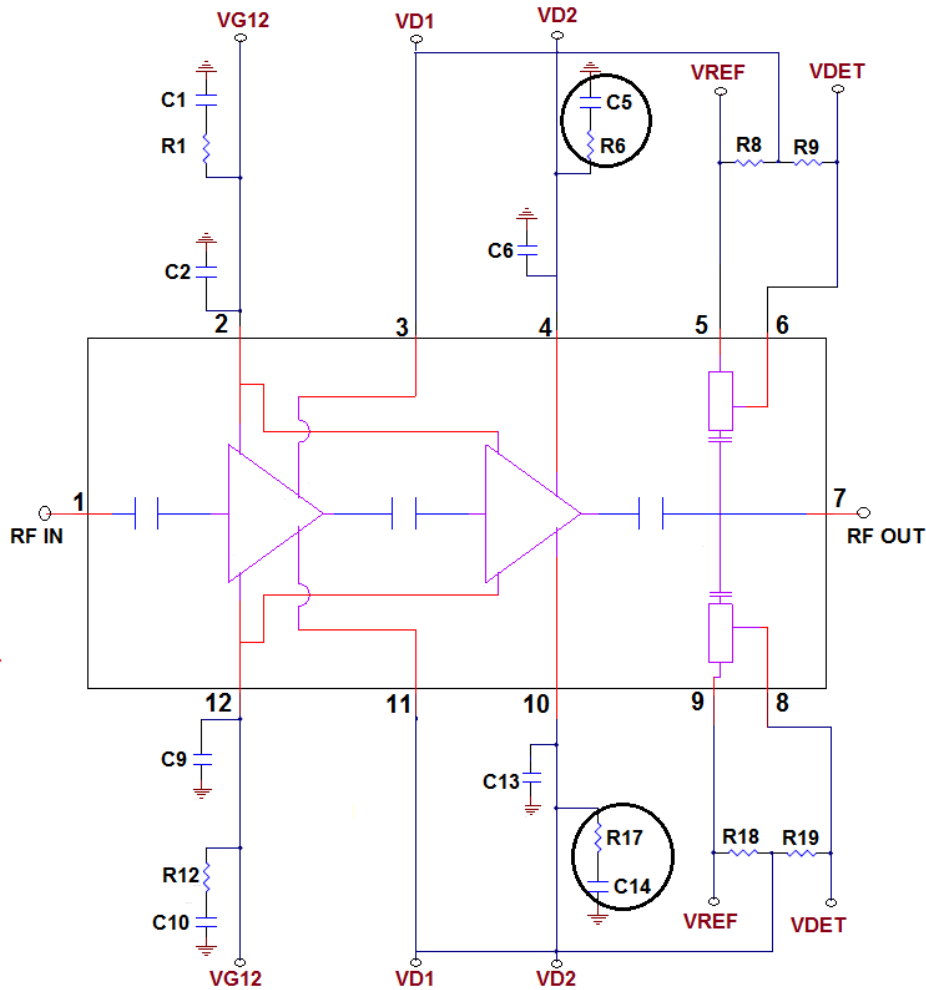 VG12
VD1
VD2
VREF
VDET
C1
R1
C5
R6
R8
R9
C2
C6
2
3
4
5
6
1
7
RF IN
RF OUT
12
11
10
9
8
C9
C13
R12
C10
R17
C14
R18
R19
VREF
VDET
VG12
VD1
VD2